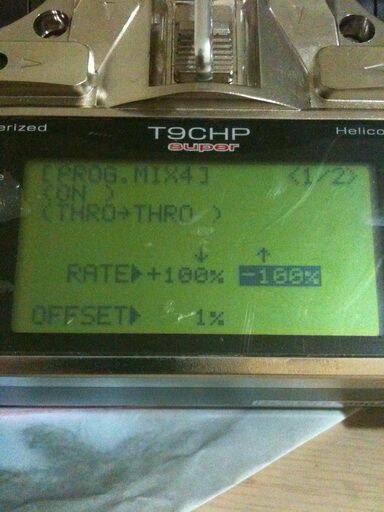 erized
T9CHP
super
Helico
[PROG.MIX4] <1/2>
(ON )
(THRO→THRO )
↓ ↑
RATE▶+100% -100%
OFFSET▶ 1%